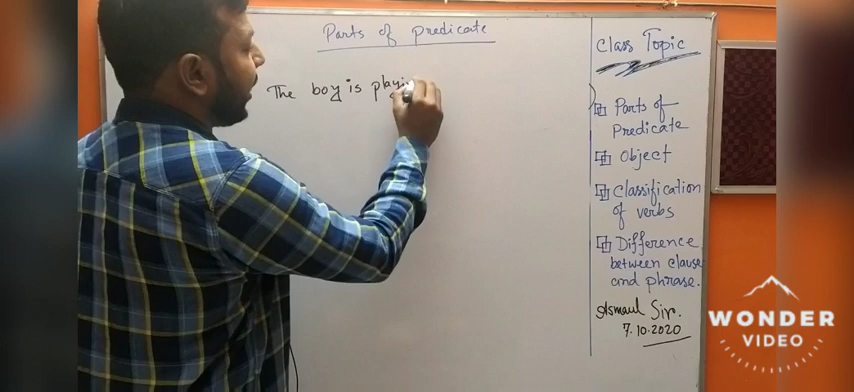 Parts of predicate
The boy is playi
Class Topic
Parts of
Predicate
Object
Classification
of verbs
Difference
between clause
and phrase.
Asmaul Sir.
7.10.2020
WONDER
VIDEO